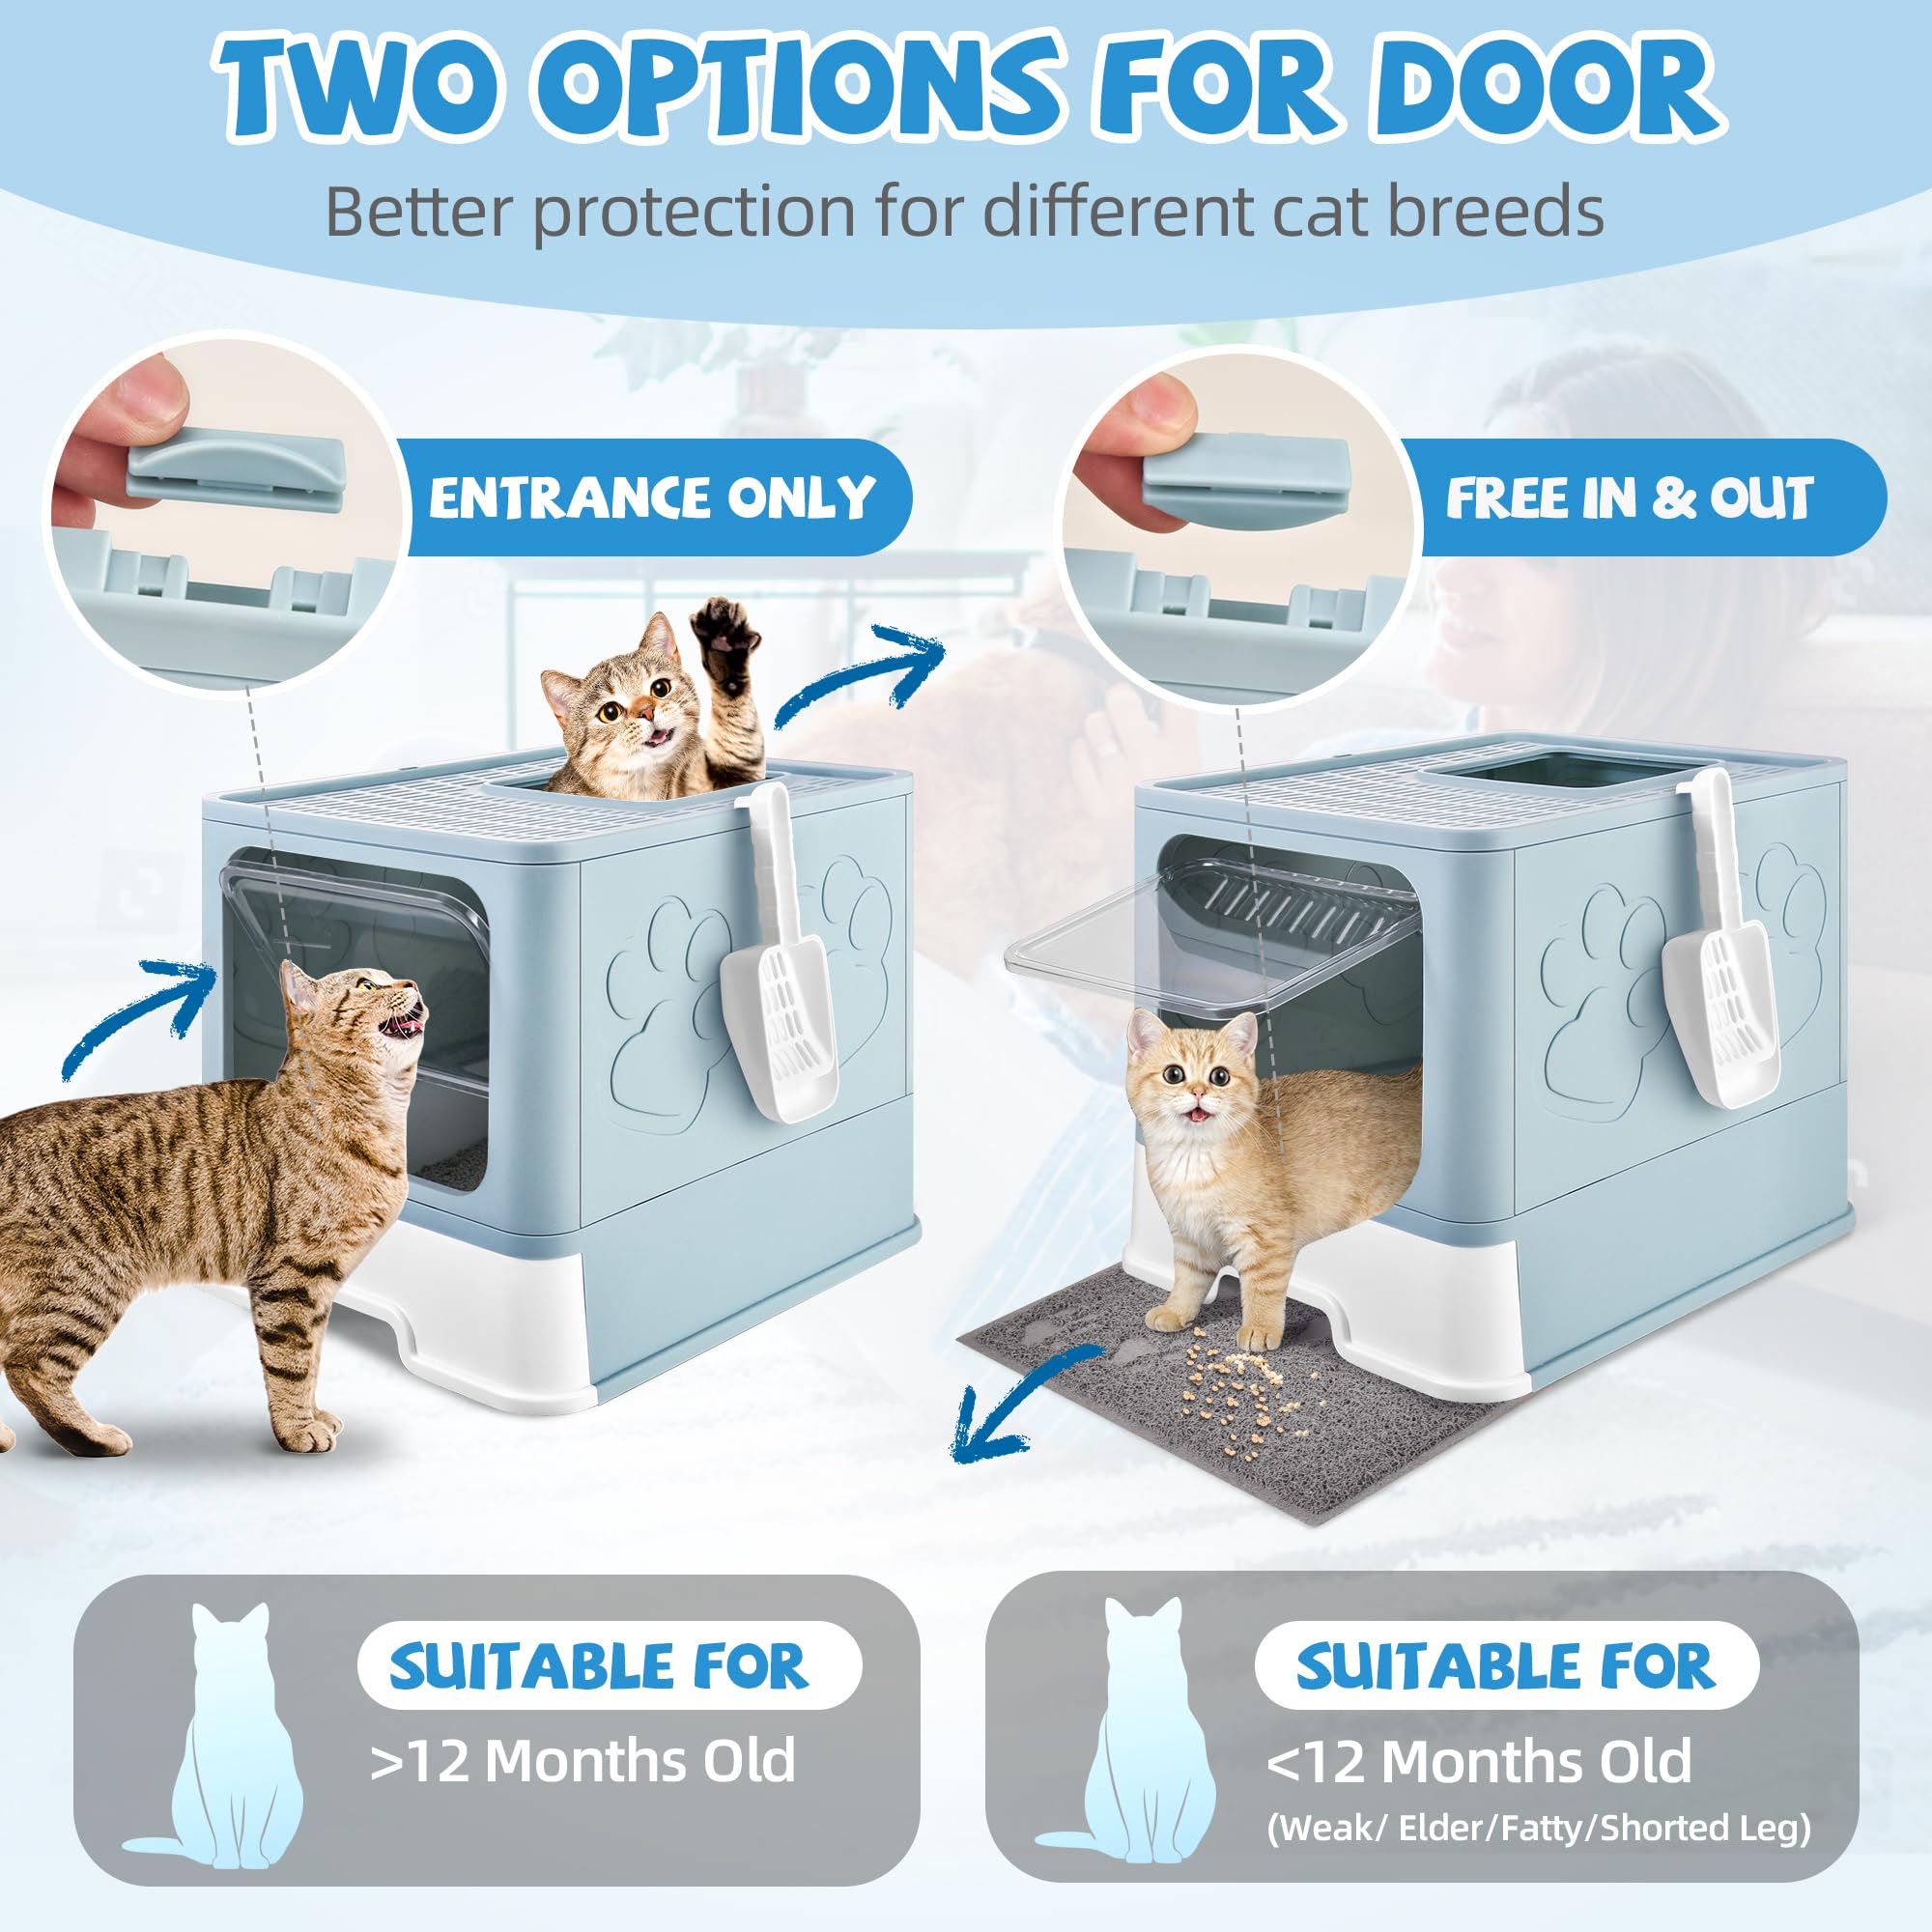 TWO OPTIONS FOR DOOR
Better protection for different cat breeds
ENTRANCE ONLY
FREE IN & OUT
SUITABLE FOR
>12 Months Old
SUITABLE FOR
<12 Months Old
(Weak/ Elder/Fatty/Shorted Leg)